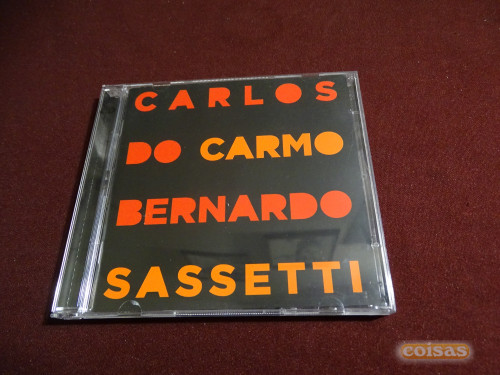 CARLOS
DO CARMO
BERNARDO
SASSETTI
coisas